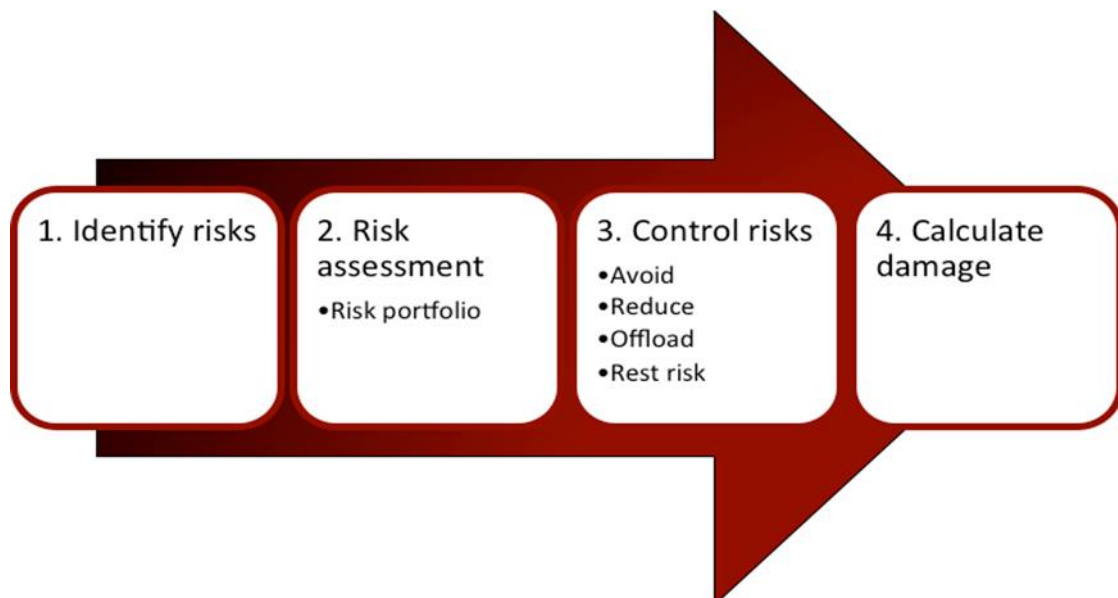 1. Identify risks
2. Risk
assessment
•Risk portfolio
3. Control risks
•Avoid
•Reduce
•Offload
•Rest risk
4. Calculate
damage